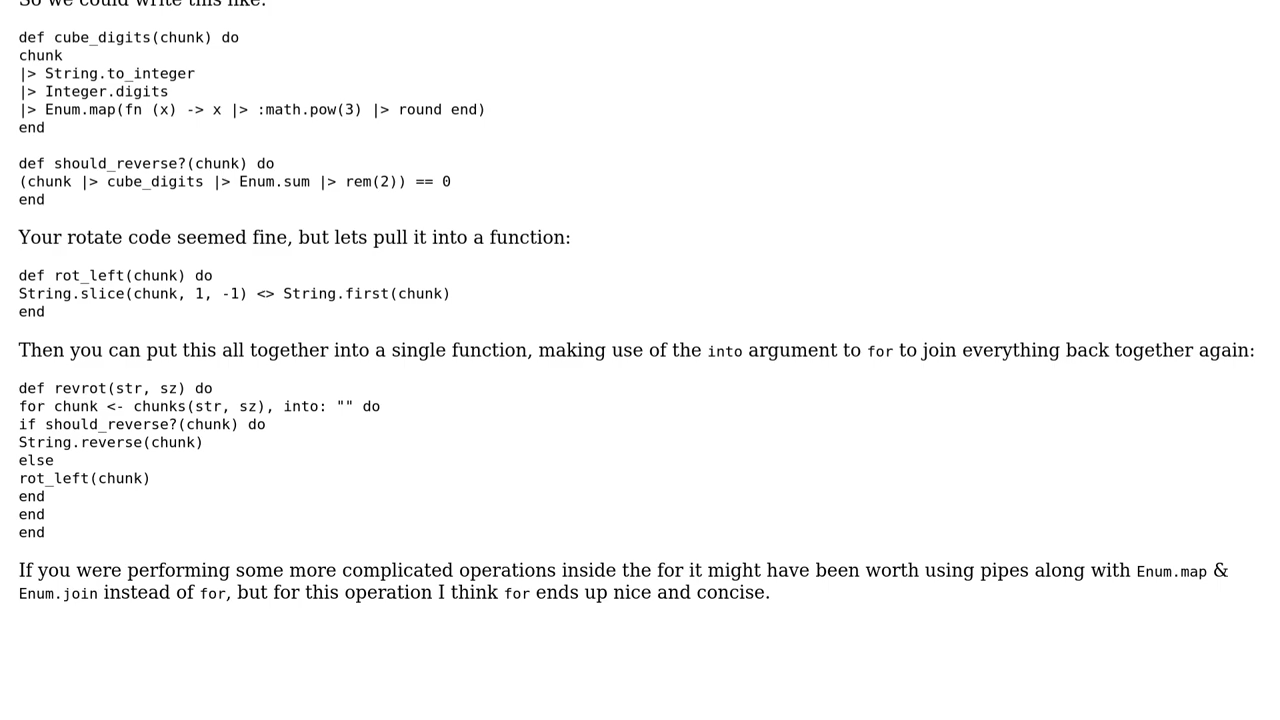 So we could write this like:
def cube_digits(chunk) do
chunk
|> String.to_integer
|> Integer.digits
|> Enum.map(fn (x) -> x |> :math.pow(3) |> round end)
end
def should_reverse?(chunk) do
(chunk |> cube_digits |> Enum.sum |> rem(2)) == 0
end
Your rotate code seemed fine, but lets pull it into a function:
def rot_left(chunk) do
String.slice(chunk, 1, -1) <> String.first(chunk)
end
Then you can put this all together into a single function, making use of the into argument to for to join everything back together again:
def revrot(str, sz) do
for chunk <- chunks(str, sz), into: "" do
if should_reverse?(chunk) do
String.reverse(chunk)
else
rot_left(chunk)
end
end
end
If you were performing some more complicated operations inside the for it might have been worth using pipes along with Enum.map &
Enum.join instead of for, but for this operation I think for ends up nice and concise.